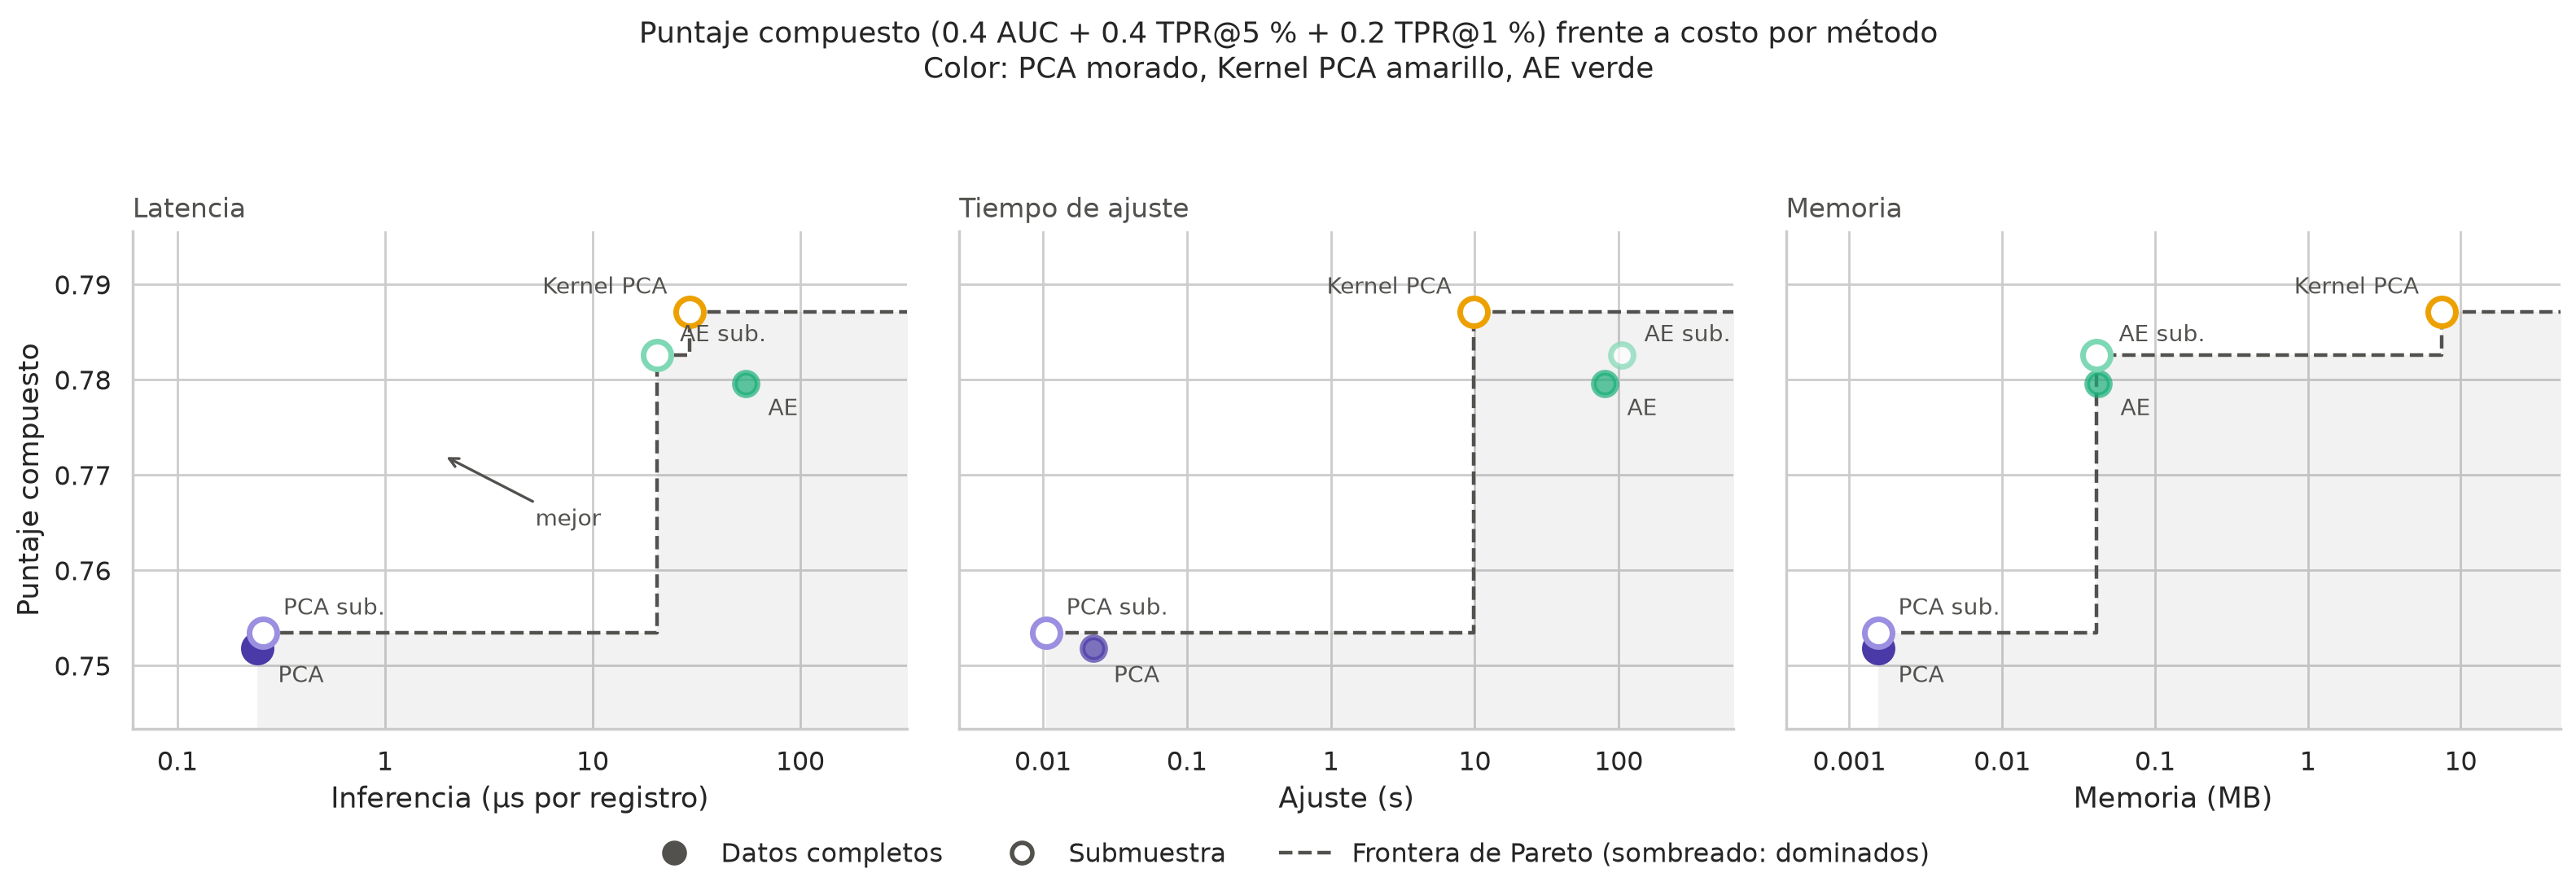 Puntaje compuesto (0.4 AUC + 0.4 TPR@5 % + 0.2 TPR@1 %) frente a costo por método
Color: PCA morado, Kernel PCA amarillo, AE verde
Latencia
Puntaje compuesto
0.79
0.78
0.77
0.76
0.75
Kernel PCA
AE sub.
AE
mejor
PCA sub.
PCA
0.1 1 10 100
Inferencia (µs por registro)
Tiempo de ajuste
Kernel PCA
AE sub.
AE
PCA sub.
PCA
0.01 0.1 1 10 100
Ajuste (s)
Memoria
Kernel PCA
AE sub.
AE
PCA sub.
PCA
0.001 0.01 0.1 1 10
Memoria (MB)
Datos completos
Submuestra
Frontera de Pareto (sombreado: dominados)